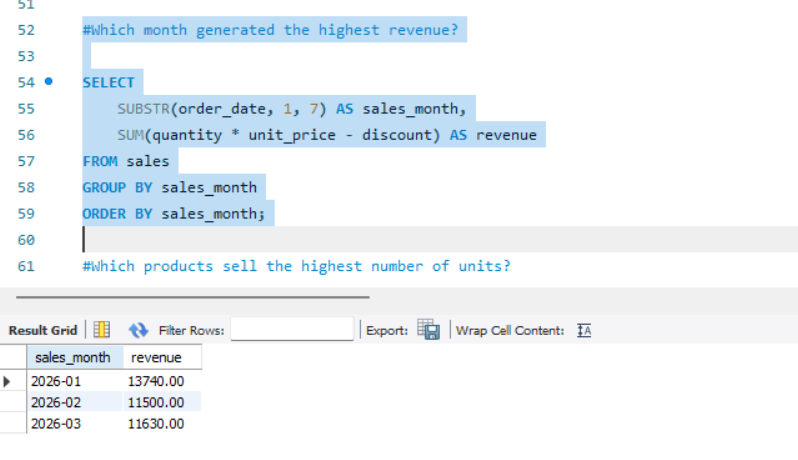 51
52 #Which month generated the highest revenue?
53
54 SELECT
55 SUBSTR(order_date, 1, 7) AS sales_month,
56 SUM(quantity * unit_price - discount) AS revenue
57 FROM sales
58 GROUP BY sales_month
59 ORDER BY sales_month;
60
61 #Which products sell the highest number of units?
Result Grid Filter Rows: Export: Wrap Cell Content: IA
sales_month revenue
2026-01 13740.00
2026-02 11500.00
2026-03 11630.00